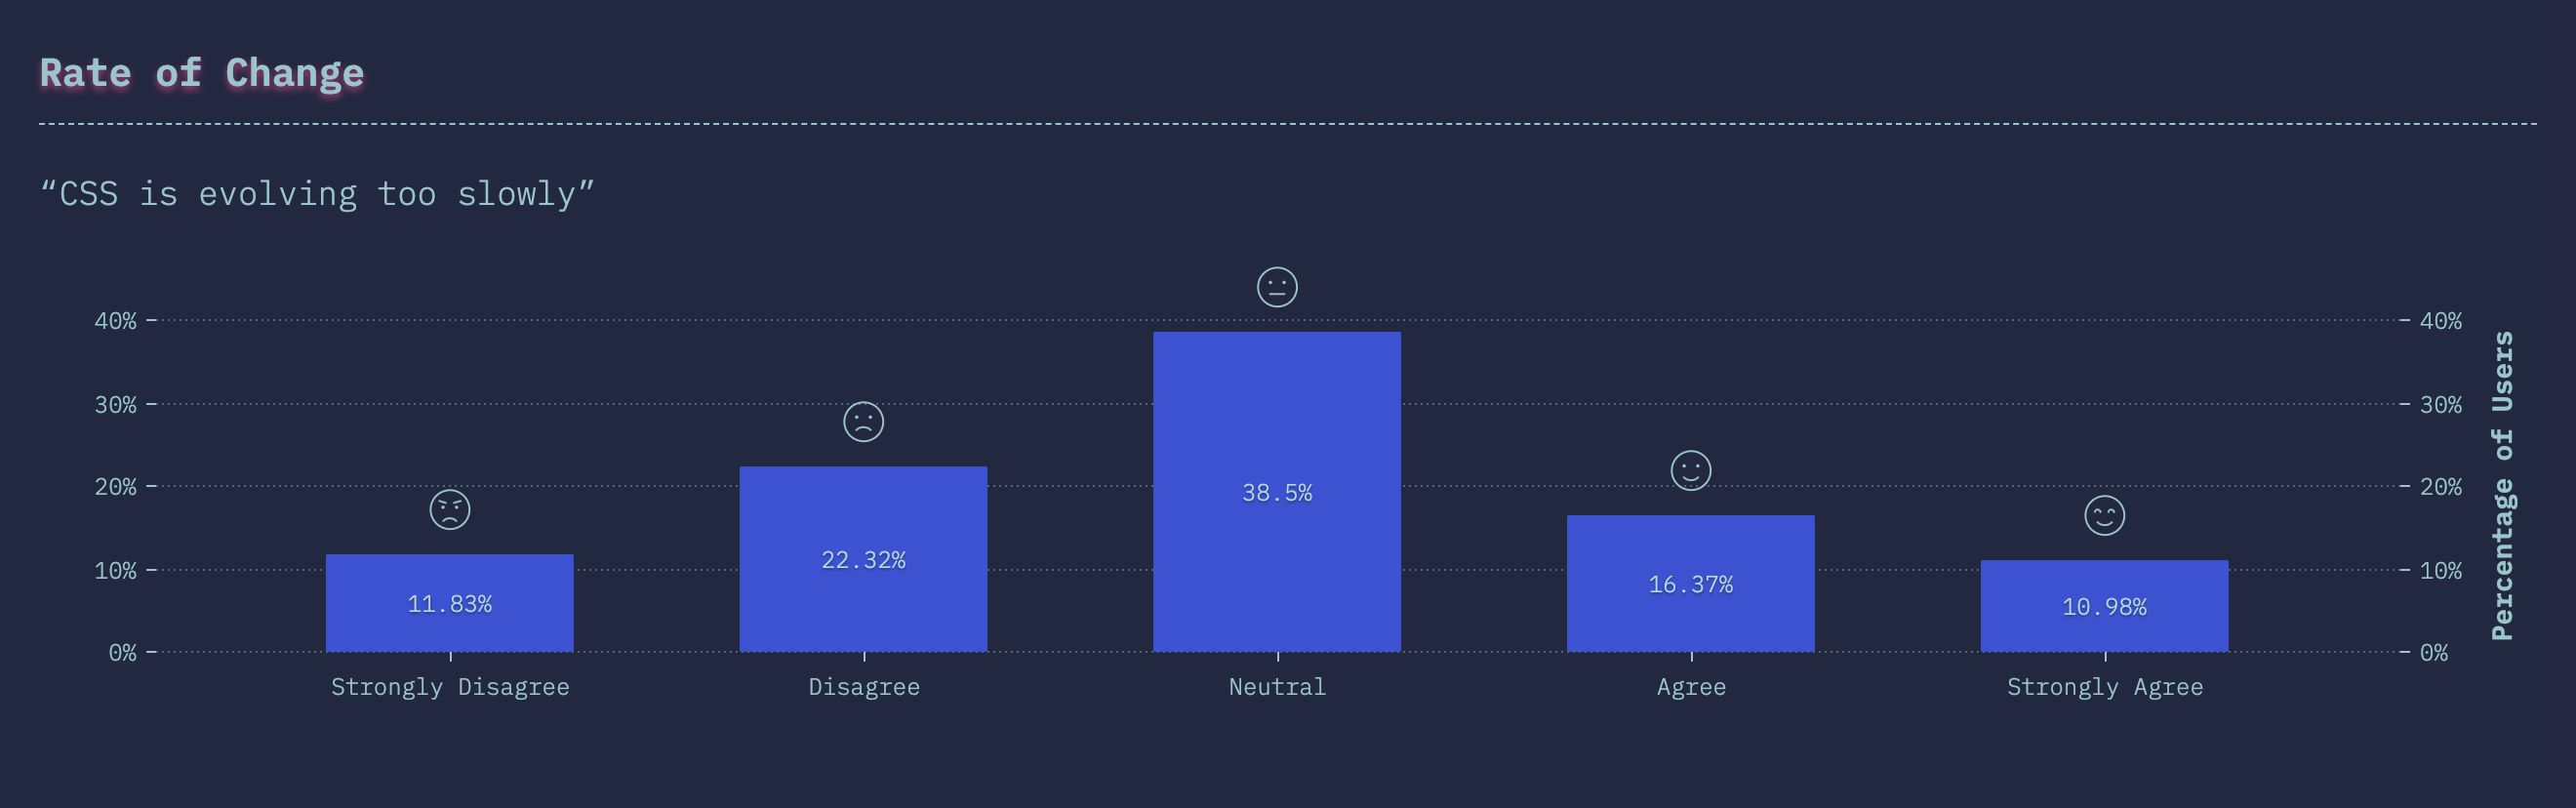 Rate of Change
“CSS is evolving too slowly”
40%
30%
20%
10%
0%
40%
30%
20%
10%
0%
Percentage of Users
11.83%
22.32%
38.5%
16.37%
10.98%
Strongly Disagree
Disagree
Neutral
Agree
Strongly Agree